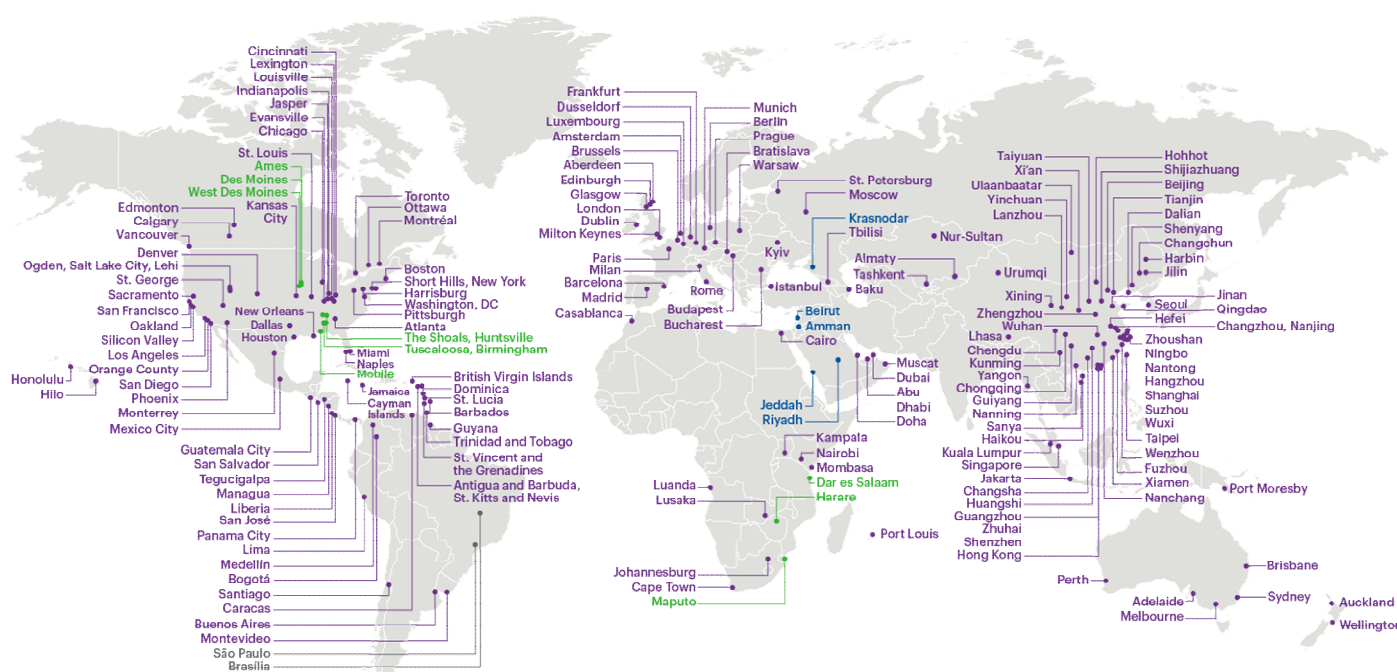 Cincinnati
Lexington
Louisville
Indianapolis
Jasper
Evansville
Chicago
St. Louis
Ames
Des Moines
West Des Moines
Kansas
City
Edmonton
Calgary
Vancouver
Denver
Ogden, Salt Lake City, Lehi
St. George
Sacramento
San Francisco
Oakland
Silicon Valley
Los Angeles
Orange County
San Diego
Phoenix
Monterrey
Mexico City
Honolulu
Hilo
New Orleans
Dallas
Houston
Toronto
Ottawa
Montréal
Boston
Short Hills, New York
Harrisburg
Washington, DC
Pittsburgh
Atlanta
The Shoals, Huntsville
Tuscaloosa, Birmingham
Miami
Naples
Mobile
Jamaica
Cayman
Islands
British Virgin Islands
Dominica
St. Lucia
Barbados
Guyana
Trinidad and Tobago
St. Vincent and
the Grenadines
Antigua and Barbuda,
St. Kitts and Nevis
Guatemala City
San Salvador
Tegucigalpa
Managua
Liberia
San José
Panama City
Lima
Medellín
Bogotá
Santiago
Caracas
Buenos Aires
Montevideo
São Paulo
Brasília
Frankfurt
Dusseldorf
Luxembourg
Amsterdam
Brussels
Aberdeen
Edinburgh
Glasgow
London
Dublin
Milton Keynes
Paris
Milan
Barcelona
Madrid
Casablanca
Rome
Budapest
Bucharest
Munich
Berlin
Prague
Bratislava
Warsaw
St. Petersburg
Moscow
Krasnodar
Tbilisi
Kyiv
Istanbul
Baku
Almaty
Tashkent
Nur-Sultan
Urumqi
Beirut
Amman
Cairo
Muscat
Dubai
Abu
Dhabi
Doha
Jeddah
Riyadh
Kampala
Nairobi
Mombasa
Dar es Salaam
Harare
Luanda
Lusaka
Port Louis
Johannesburg
Cape Town
Maputo
Taiyuan
Xi'an
Ulaanbaatar
Yinchuan
Lanzhou
Xining
Zhengzhou
Wuhan
Lhasa
Chengdu
Kunming
Yangon
Chongqing
Guiyang
Nanning
Sanya
Haikou
Kuala Lumpur
Singapore
Jakarta
Changsha
Huangshi
Guangzhou
Zhuhai
Shenzhen
Hong Kong
Hohhot
Shijiazhuang
Beijing
Tianjin
Dalian
Shenyang
Changchun
Harbin
Jilin
Jinan
Seoul
Qingdao
Hefei
Changzhou, Nanjing
Zhoushan
Ningbo
Nantong
Hangzhou
Shanghai
Suzhou
Wuxi
Taipei
Wenzhou
Fuzhou
Xiamen
Nanchang
Port Moresby
Perth
Adelaide
Melbourne
Brisbane
Sydney
Auckland
Wellingto